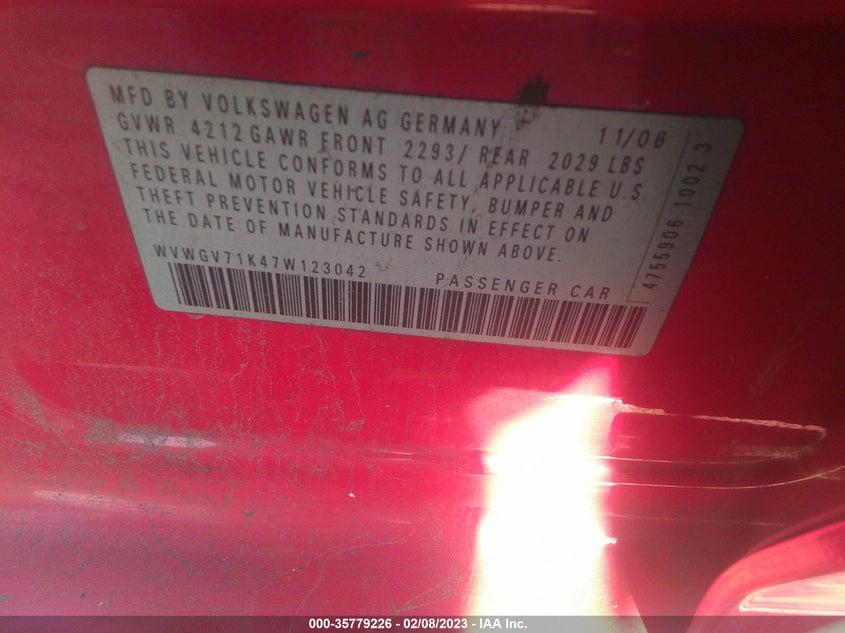 MFD BY VOLKSWAGEN AG GERMANY 11/06
GVWR 4212 GAWR FRONT 2293/ REAR 2029 LBS
THIS VEHICLE CONFORMS TO ALL APPLICABLE U.S.
FEDERAL MOTOR VEHICLE SAFETY, BUMPER AND
THEFT PREVENTION STANDARDS IN EFFECT ON
THE DATE OF MANUFACTURE SHOWN ABOVE.
WVWGV71K47W123042 PASSENGER CAR
4755906 1002 3
000-35779226 - 02/08/2023 - IAA Inc.